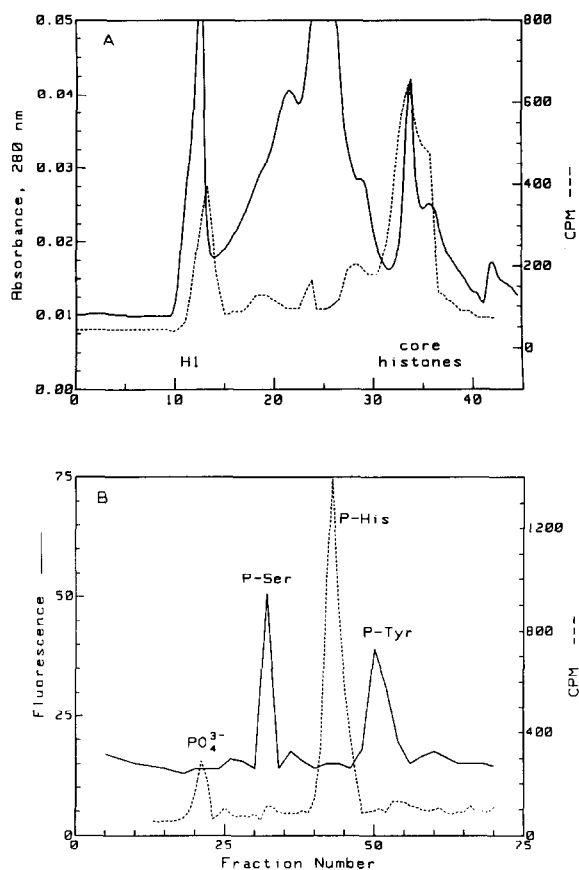 A
Absorbance, 280 nm
0.05
0.04
0.03
0.02
0.01
0.00
800
600
400
200
0
CPM ---
H1
core
histones
0 10 20 30 40
B
Fluorescence ——
75
50
25
0
1200
800
400
0
CPM ---
P-His
P-Ser
P-Tyr
PO₄³⁻
0 25 50 75
Fraction Number